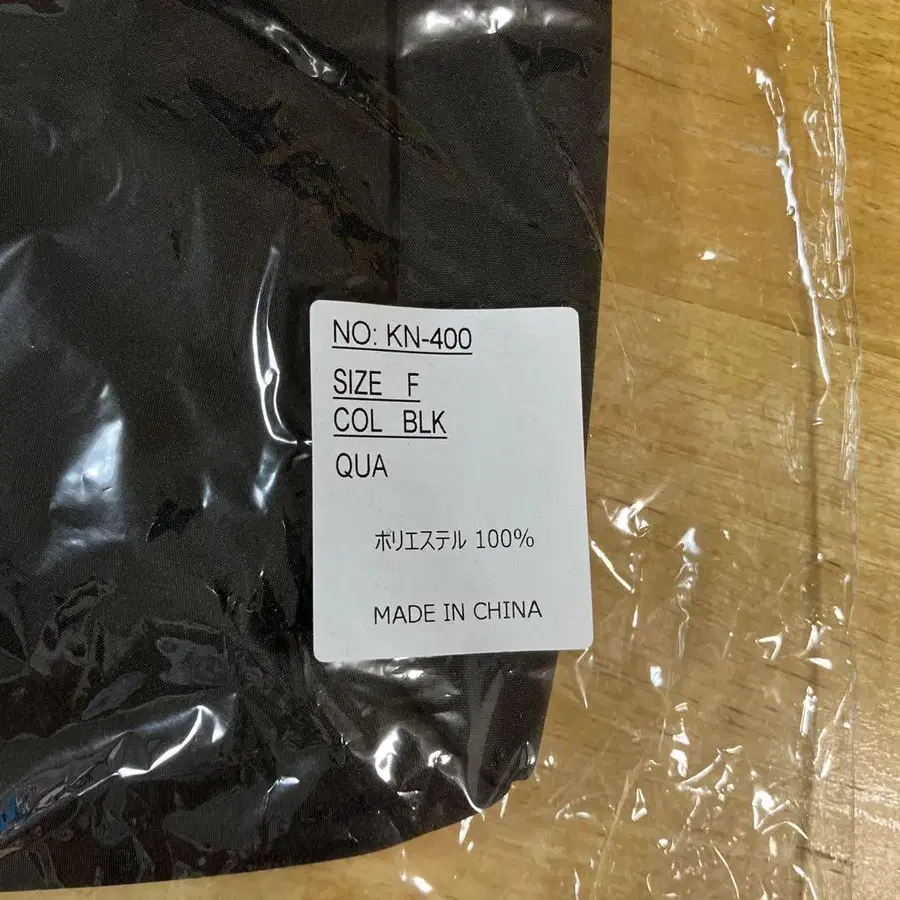 NO: KN-400
SIZE F
COL BLK
QUA
ポリエステル 100%
MADE IN CHINA